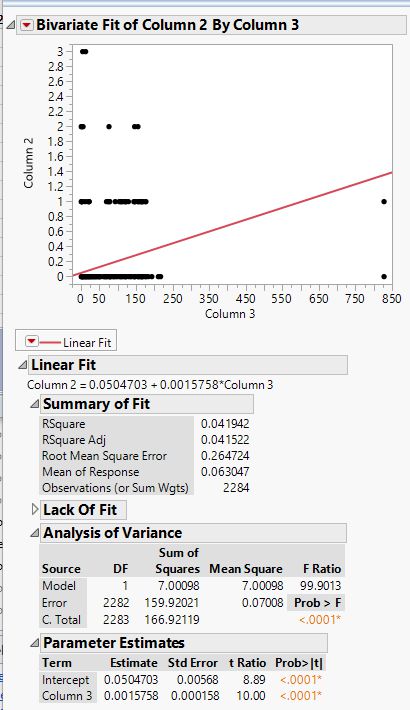 Bivariate Fit of Column 2 By Column 3
3
2.8
2.6
2.4
2.2
2
1.8
1.6
1.4
1.2
1
0.8
0.6
0.4
0.2
0
Column 2
0 50 150 250 350 450 550 650 750 850
Column 3
Linear Fit
Linear Fit
Column 2 = 0.0504703 + 0.0015758*Column 3
Summary of Fit
RSquare 0.041942
RSquare Adj 0.041522
Root Mean Square Error 0.264724
Mean of Response 0.063047
Observations (or Sum Wgts) 2284
Lack Of Fit
Analysis of Variance
Sum of
Source DF Squares Mean Square F Ratio
Model 1 7.00098 7.00098 99.9013
Error 2282 159.92021 0.07008 Prob > F
C. Total 2283 166.92119 <.0001*
Parameter Estimates
Term Estimate Std Error t Ratio Prob>|t|
Intercept 0.0504703 0.00568 8.89 <.0001*
Column 3 0.0015758 0.000158 10.00 <.0001*